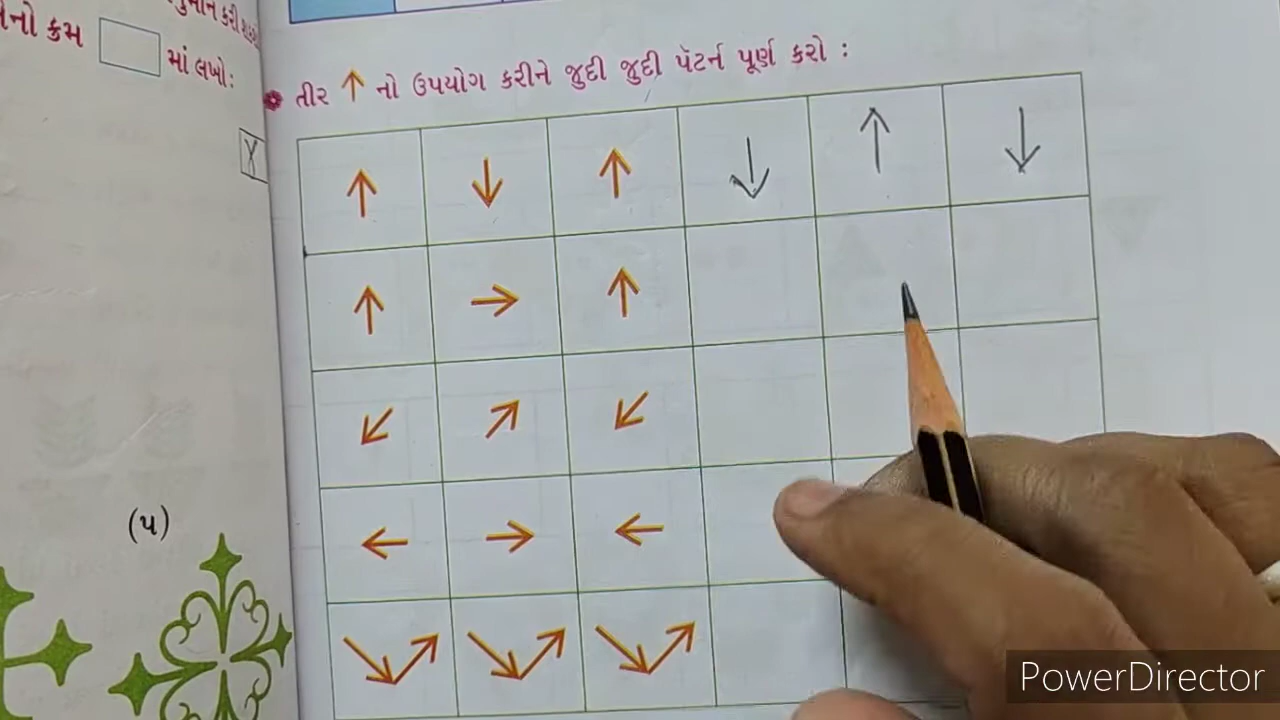 નો ક્રમ
માં લખો:
તીર ↑ નો ઉપયોગ કરીને જુદી જુદી પૅટર્ન પૂર્ણ કરો :
Y
(૫)
PowerDirector